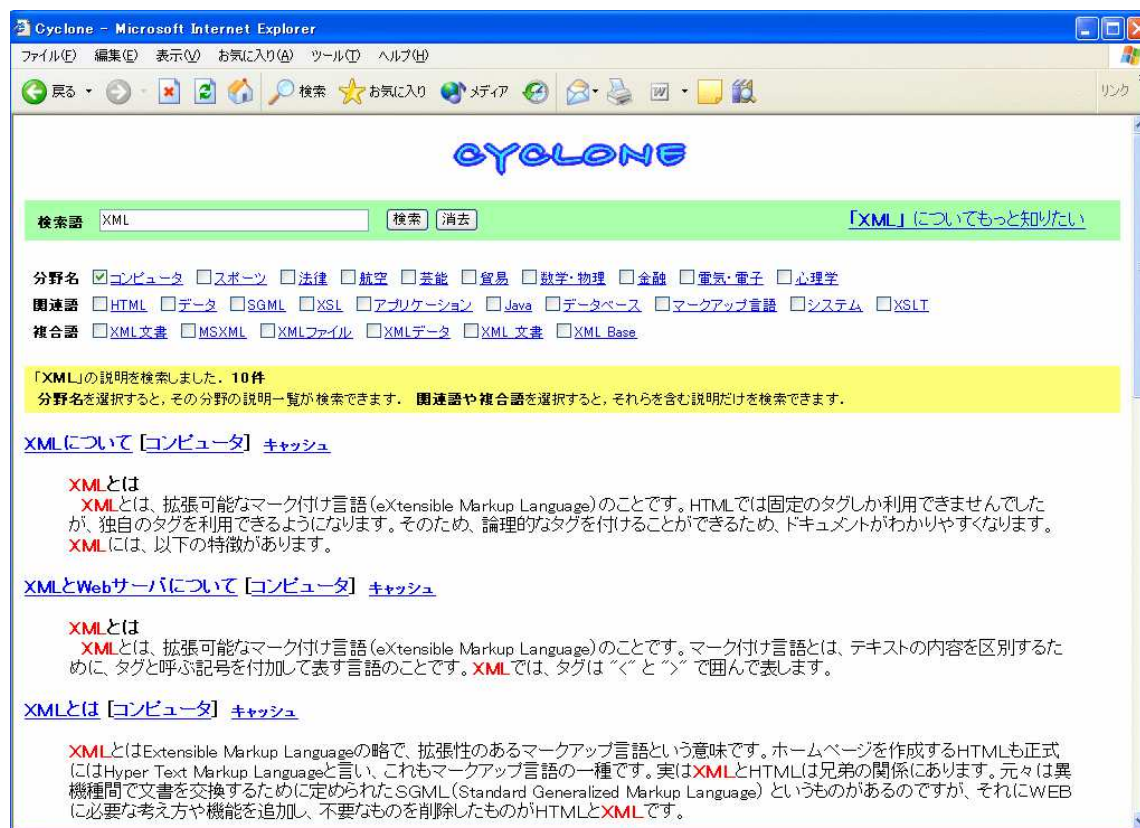 Cyclone - Microsoft Internet Explorer
ファイル(F) 編集(E) 表示(V) お気に入り(A) ツール(T) ヘルプ(H)
戻る 検索 お気に入り メディア リンク
CYCLONE
検索語 XML 検索 消去 「XML」についてもっと知りたい
分野名 コンピュータ スポーツ 法律 航空 芸能 貿易 数学・物理 金融 電気・電子 心理学
関連語 HTML データ SGML XSL アプリケーション Java データベース マークアップ言語 システム XSLT
複合語 XML文書 MSXML XMLファイル XMLデータ XML 文書 XML Base
「XML」の説明を検索しました. 10件
分野名を選択すると,その分野の説明一覧が検索できます. 関連語や複合語を選択すると,それらを含む説明だけを検索できます.
XMLについて [コンピュータ] キャッシュ
XMLとは
XMLとは、拡張可能なマーク付け言語(eXtensible Markup Language)のことです。HTMLでは固定のタグしか利用できませんでした
が、独自のタグを利用できるようになります。そのため、論理的なタグを付けることができるため、ドキュメントがわかりやすくなります。
XMLには、以下の特徴があります。
XMLとWebサーバについて [コンピュータ] キャッシュ
XMLとは
XMLとは、拡張可能なマーク付け言語(eXtensible Markup Language)のことです。マーク付け言語とは、テキストの内容を区別するた
めに、タグと呼ぶ記号を付加して表す言語のことです。XMLでは、タグは "<" と ">" で囲んで表します。
XMLとは [コンピュータ] キャッシュ
XMLとはExtensible Markup Languageの略で、拡張性のあるマークアップ言語という意味です。ホームページを作成するHTMLも正式
にはHyper Text Markup Languageと言い、これもマークアップ言語の一種です。実はXMLとHTMLは兄弟の関係にあります。元々は異
機種間で文書を交換するために定められたSGML(Standard Generalized Markup Language) というものがあるのですが、それにWEB
に必要な考え方や機能を追加し、不要なものを削除したものがHTMLとXMLです。